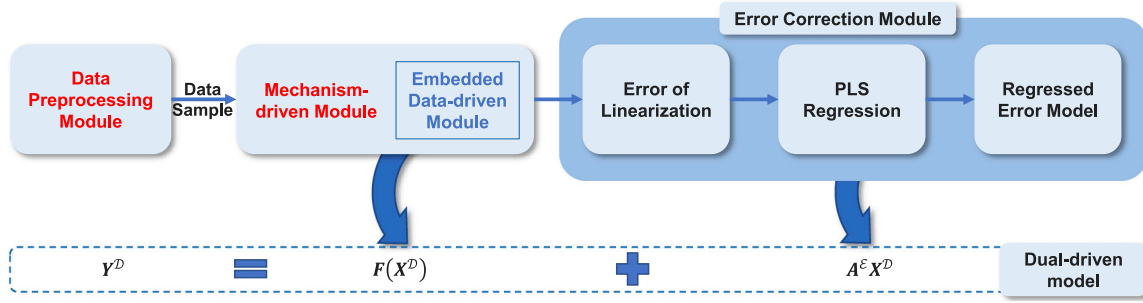 Error Correction Module
Data
Preprocessing
Module
Data
Sample
Mechanism-
driven Module
Embedded
Data-driven
Module
Error of
Linearization
PLS
Regression
Regressed
Error Model
Y^𝒟 = F(X^𝒟) + A^ℰ X^𝒟
Dual-driven
model